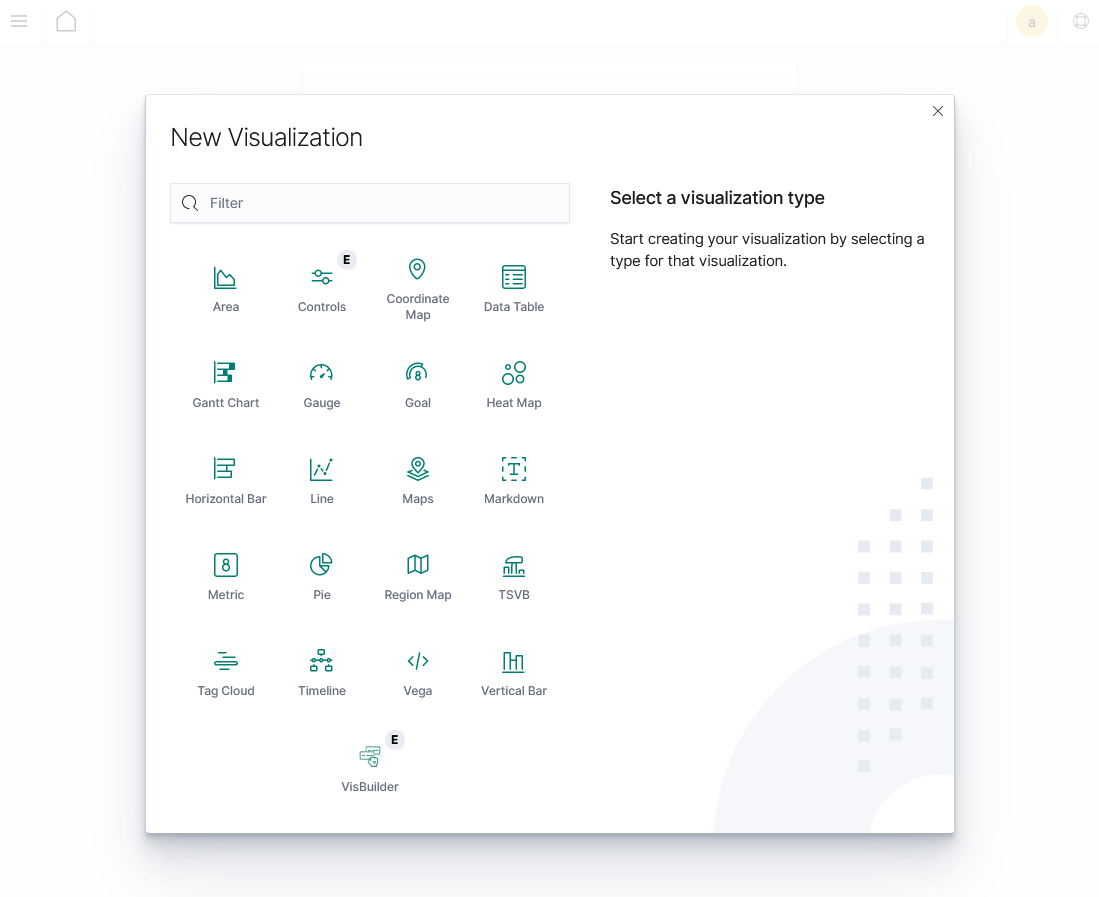 a
New Visualization
Filter
Select a visualization type
Start creating your visualization by selecting a
type for that visualization.
Area
E
Controls
Coordinate
Map
Data Table
Gantt Chart
Gauge
8
Goal
Heat Map
Horizontal Bar
Line
Maps
T
Markdown
8
Metric
Pie
Region Map
TSVB
Tag Cloud
Timeline
</>
Vega
Vertical Bar
E
VisBuilder